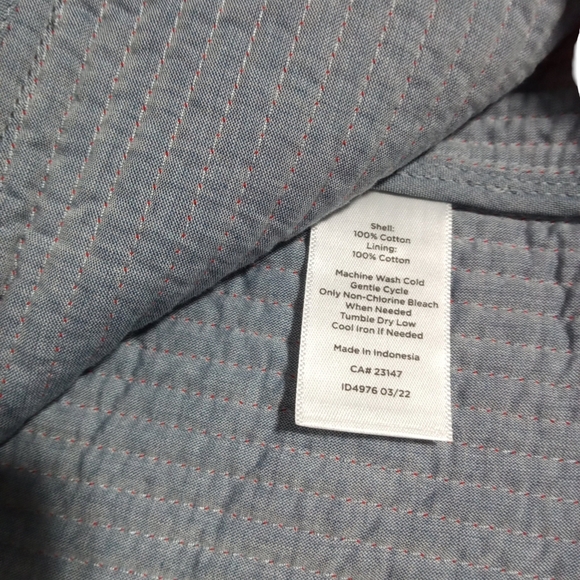 Shell:
100% Cotton
Lining:
100% Cotton
Machine Wash Cold
Gentle Cycle
Only Non-Chlorine Bleach
When Needed
Tumble Dry Low
Cool Iron If Needed
Made In Indonesia
CA# 23147
ID4976 03/22